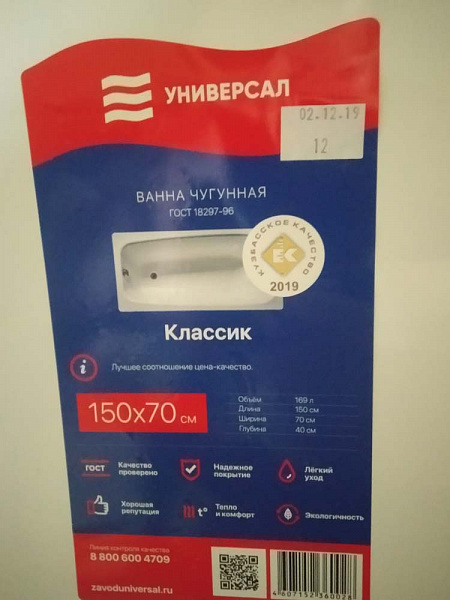 УНИВЕРСАЛ
02.12.19
12
ВАННА ЧУГУННАЯ
ГОСТ 18297-96
КУЗБАССКОЕ КАЧЕСТВО
2019
Классик
i
Лучшее соотношение цена-качество.
150х70 см
Объём 169 л
Длина 150 см
Ширина 70 см
Глубина 40 см
ГОСТ
Качество проверено
Надежное покрытие
Лёгкий уход
Хорошая репутация
t°
Тепло и комфорт
Экологичность
Линия контроля качества
8 800 600 4709
zavoduniversal.ru